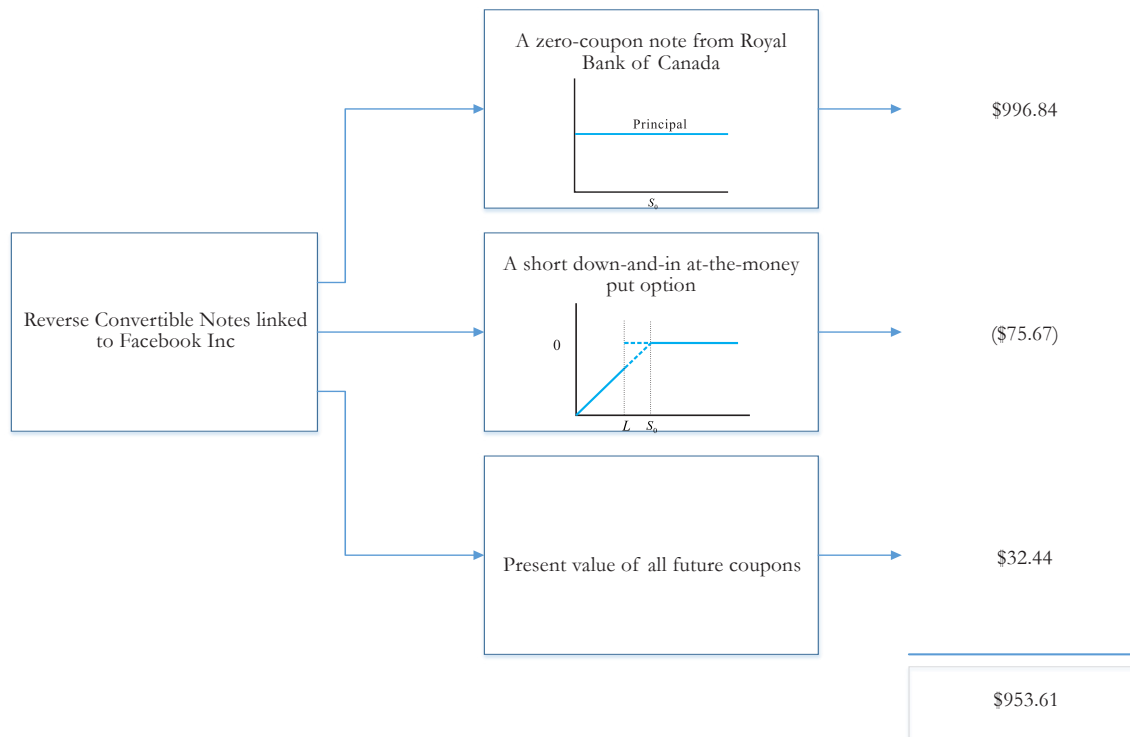 A zero-coupon note from Royal
Bank of Canada
Principal
S₀
$996.84
Reverse Convertible Notes linked
to Facebook Inc
A short down-and-in at-the-money
put option
0
L S₀
($75.67)
Present value of all future coupons
$32.44
$953.61